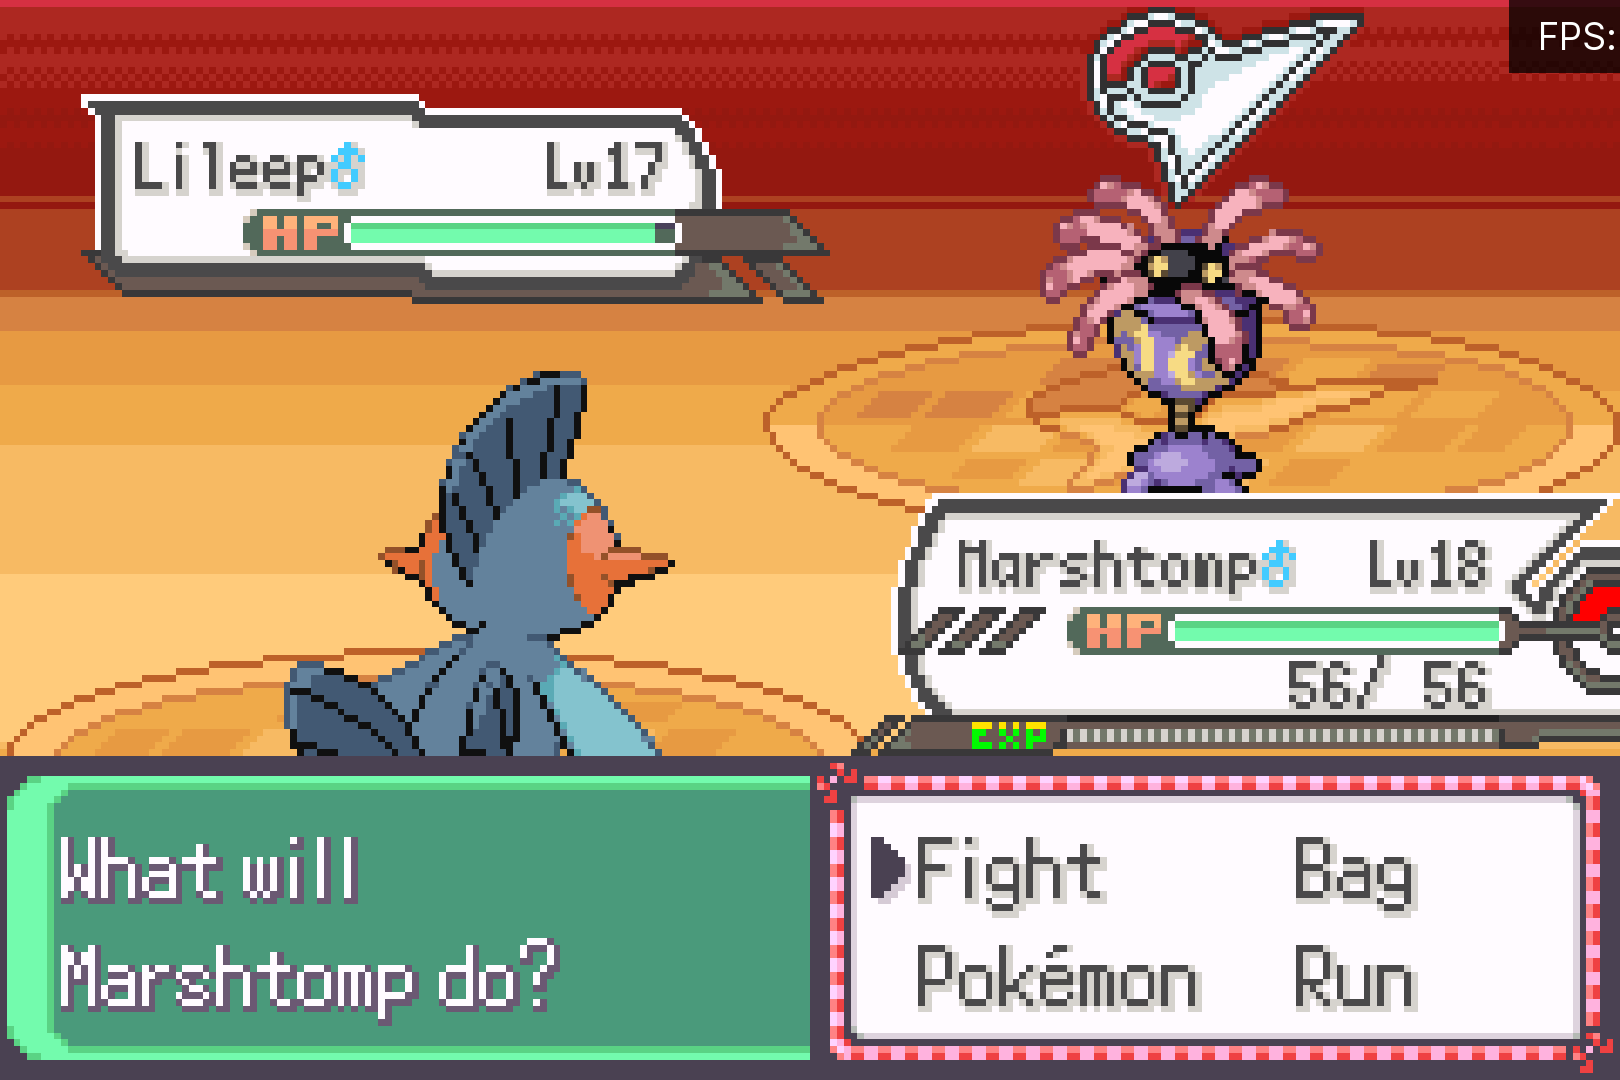 FPS:
Lileep♂ Lv17
HP
Marshtomp♂ Lv18
HP
56/ 56
EXP
What will
Marshtomp do?
▶Fight Bag
Pokémon Run